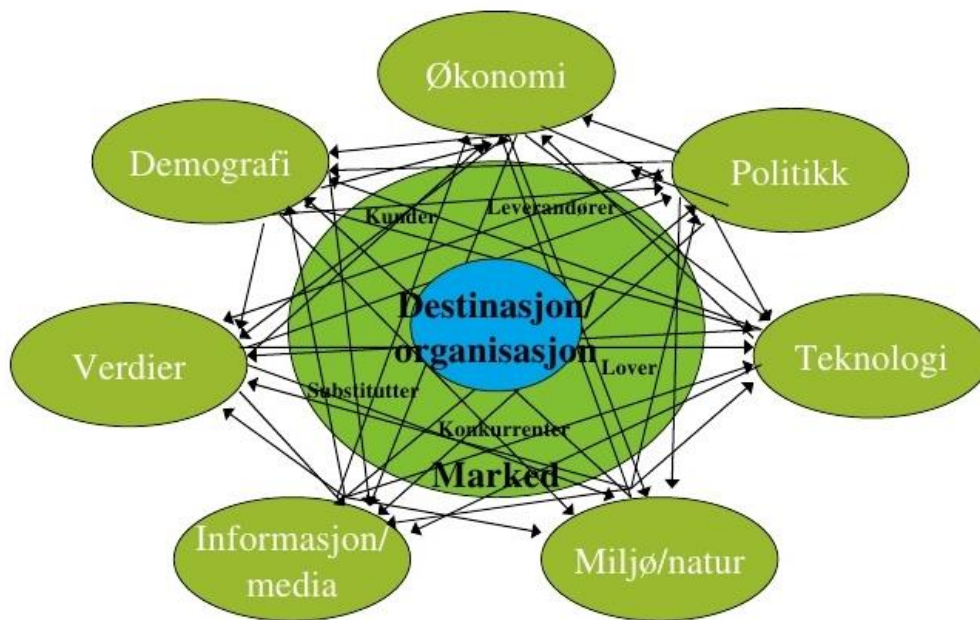 Økonomi
Demografi
Politikk
Kunder
Leverandører
Destinasjon/
organisasjon
Verdier
Teknologi
Lover
Substitutter
Konkurrenter
Marked
Informasjon/
media
Miljø/natur